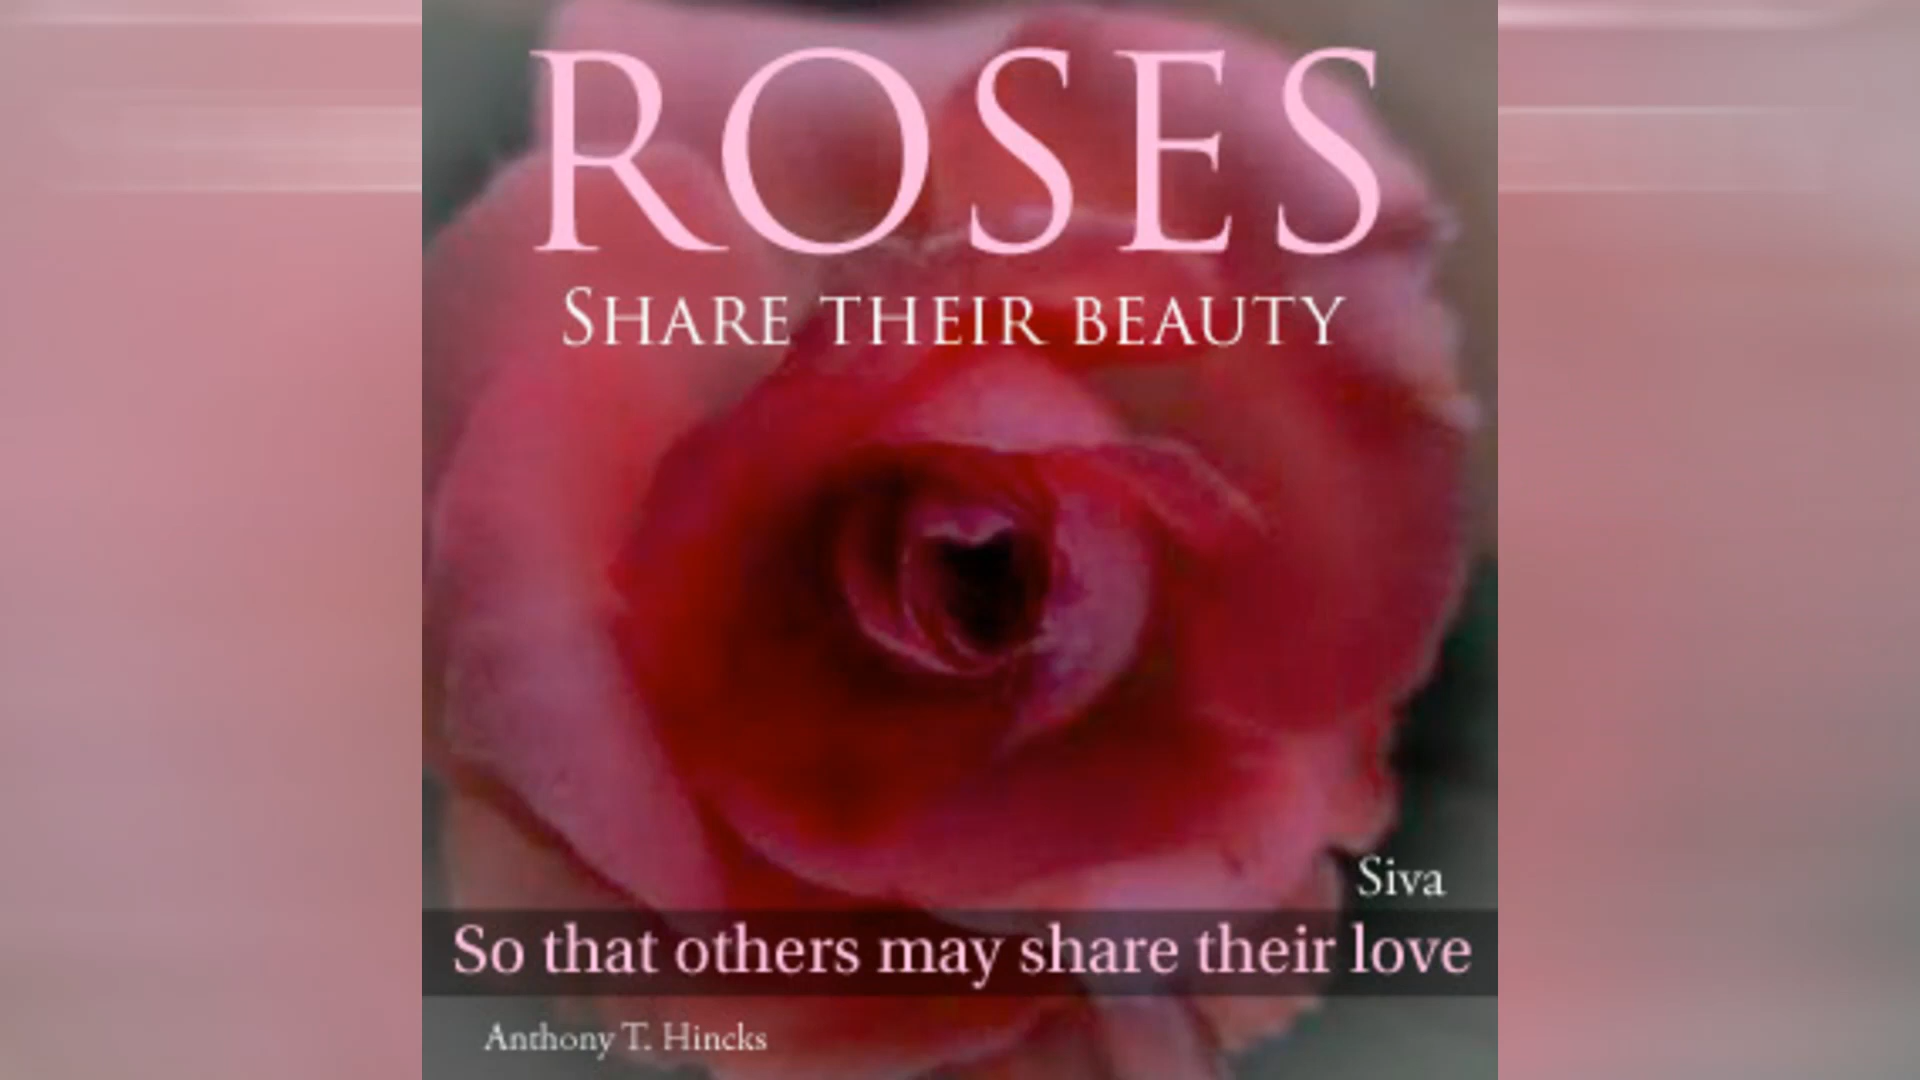 ROSES
SHARE THEIR BEAUTY
Siva
So that others may share their love
Anthony T. Hincks